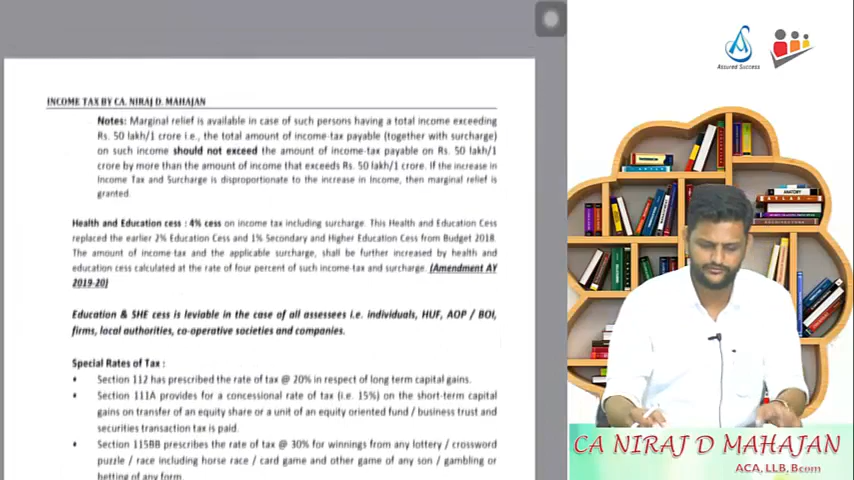 INCOME TAX BY CA. NIRAJ D. MAHAJAN
Notes: Marginal relief is available in case of such persons having a total income exceeding
Rs. 50 lakh/1 crore i.e., the total amount of income-tax payable (together with surcharge)
on such income should not exceed the amount of income-tax payable on Rs. 50 lakh/1
crore by more than the amount of income that exceeds Rs. 50 lakh/1 crore. If the increase in
Income Tax and Surcharge is disproportionate to the increase in Income, then marginal relief is
granted.
Health and Education cess : 4% cess on income tax including surcharge. This Health and Education Cess
replaced the earlier 2% Education Cess and 1% Secondary and Higher Education Cess from Budget 2018.
The amount of income-tax and the applicable surcharge, shall be further increased by health and
education cess calculated at the rate of four percent of such income-tax and surcharge. (Amendment AY
2019-20)
Education & SHE cess is leviable in the case of all assessees i.e. individuals, HUF, AOP / BOI,
firms, local authorities, co-operative societies and companies.
Special Rates of Tax :
• Section 112 has prescribed the rate of tax @ 20% in respect of long term capital gains.
• Section 111A provides for a concessional rate of tax (i.e. 15%) on the short-term capital
gains on transfer of an equity share or a unit of an equity oriented fund / business trust and
securities transaction tax is paid.
• Section 115BB prescribes the rate of tax @ 30% for winnings from any lottery / crossword
puzzle / race including horse race / card game and other game of any son / gambling or
betting of any form.
Assured Success
ATLAS
CA NIRAJ D MAHAJAN
ACA, LLB, Bcom